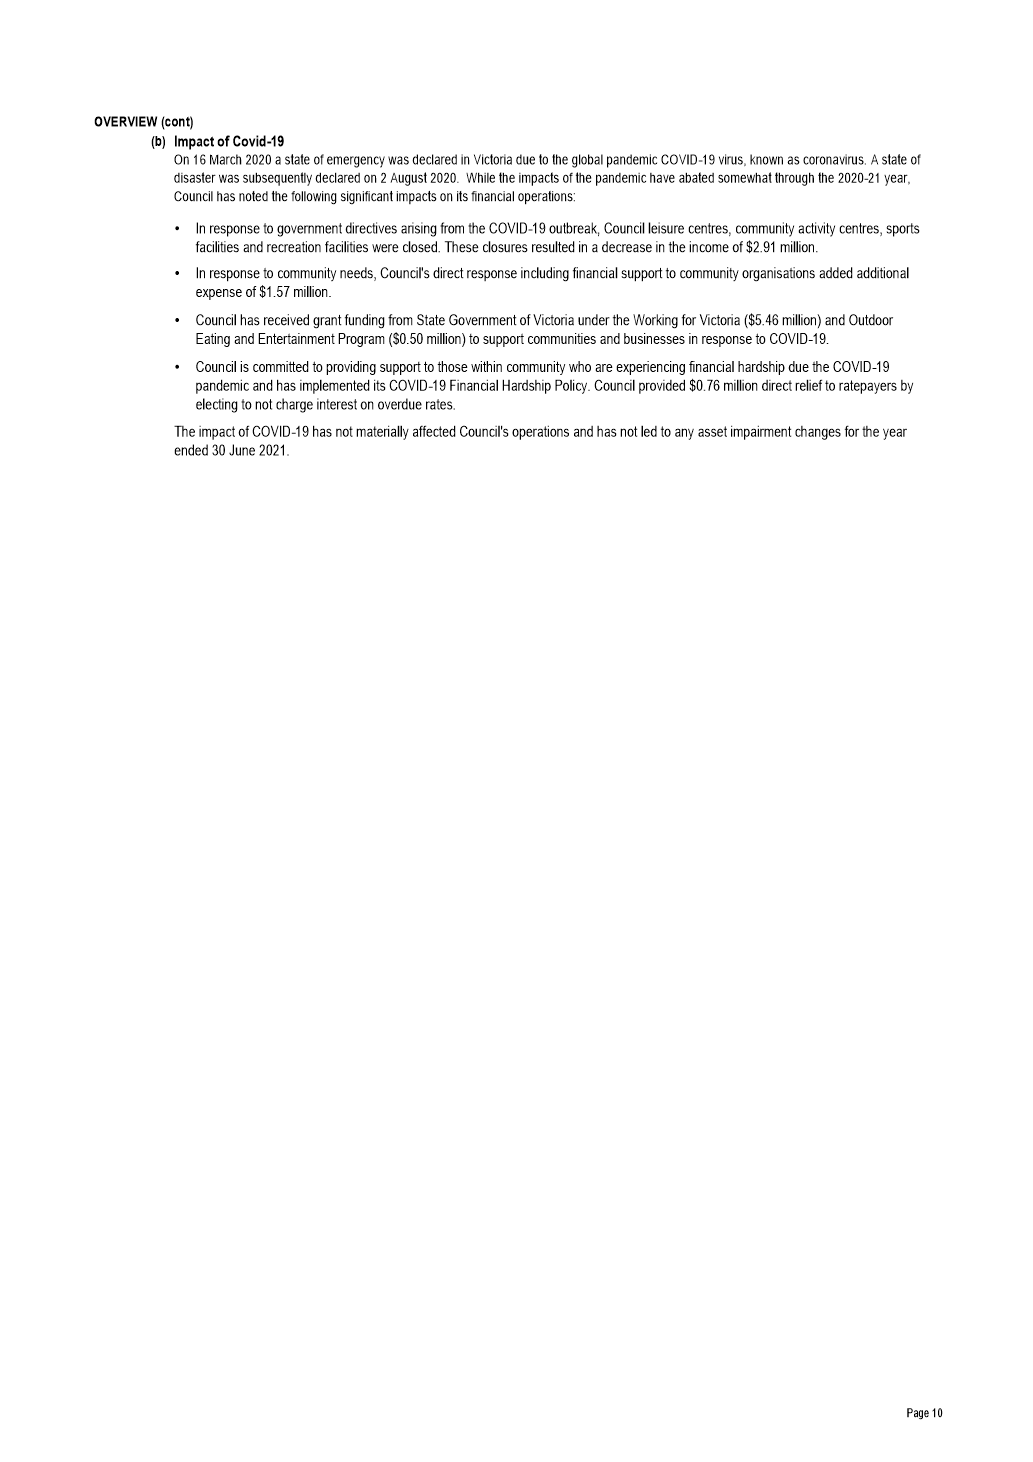 OVERVIEW (cont)
(b) Impact of Covid-19
On 16 March 2020 a state of emergency was declared in Victoria due to the global pandemic COVID-19 virus, known as coronavirus. A state of
disaster was subsequently declared on 2 August 2020.  While the impacts of the pandemic have abated somewhat through the 2020-21 year,
Council has noted the following significant impacts on its financial operations:
• In response to government directives arising from the COVID-19 outbreak, Council leisure centres, community activity centres, sports
facilities and recreation facilities were closed. These closures resulted in a decrease in the income of $2.91 million.
• In response to community needs, Council's direct response including financial support to community organisations added additional
expense of $1.57 million.
• Council has received grant funding from State Government of Victoria under the Working for Victoria ($5.46 million) and Outdoor
Eating and Entertainment Program ($0.50 million) to support communities and businesses in response to COVID-19.
• Council is committed to providing support to those within community who are experiencing financial hardship due the COVID-19
pandemic and has implemented its COVID-19 Financial Hardship Policy. Council provided $0.76 million direct relief to ratepayers by
electing to not charge interest on overdue rates.
The impact of COVID-19 has not materially affected Council's operations and has not led to any asset impairment changes for the year
ended 30 June 2021.
Page 10